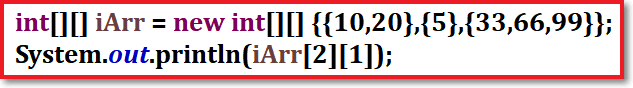 int[][] iArr = new int[][] {{10,20},{5},{33,66,99}};
System.out.println(iArr[2][1]);